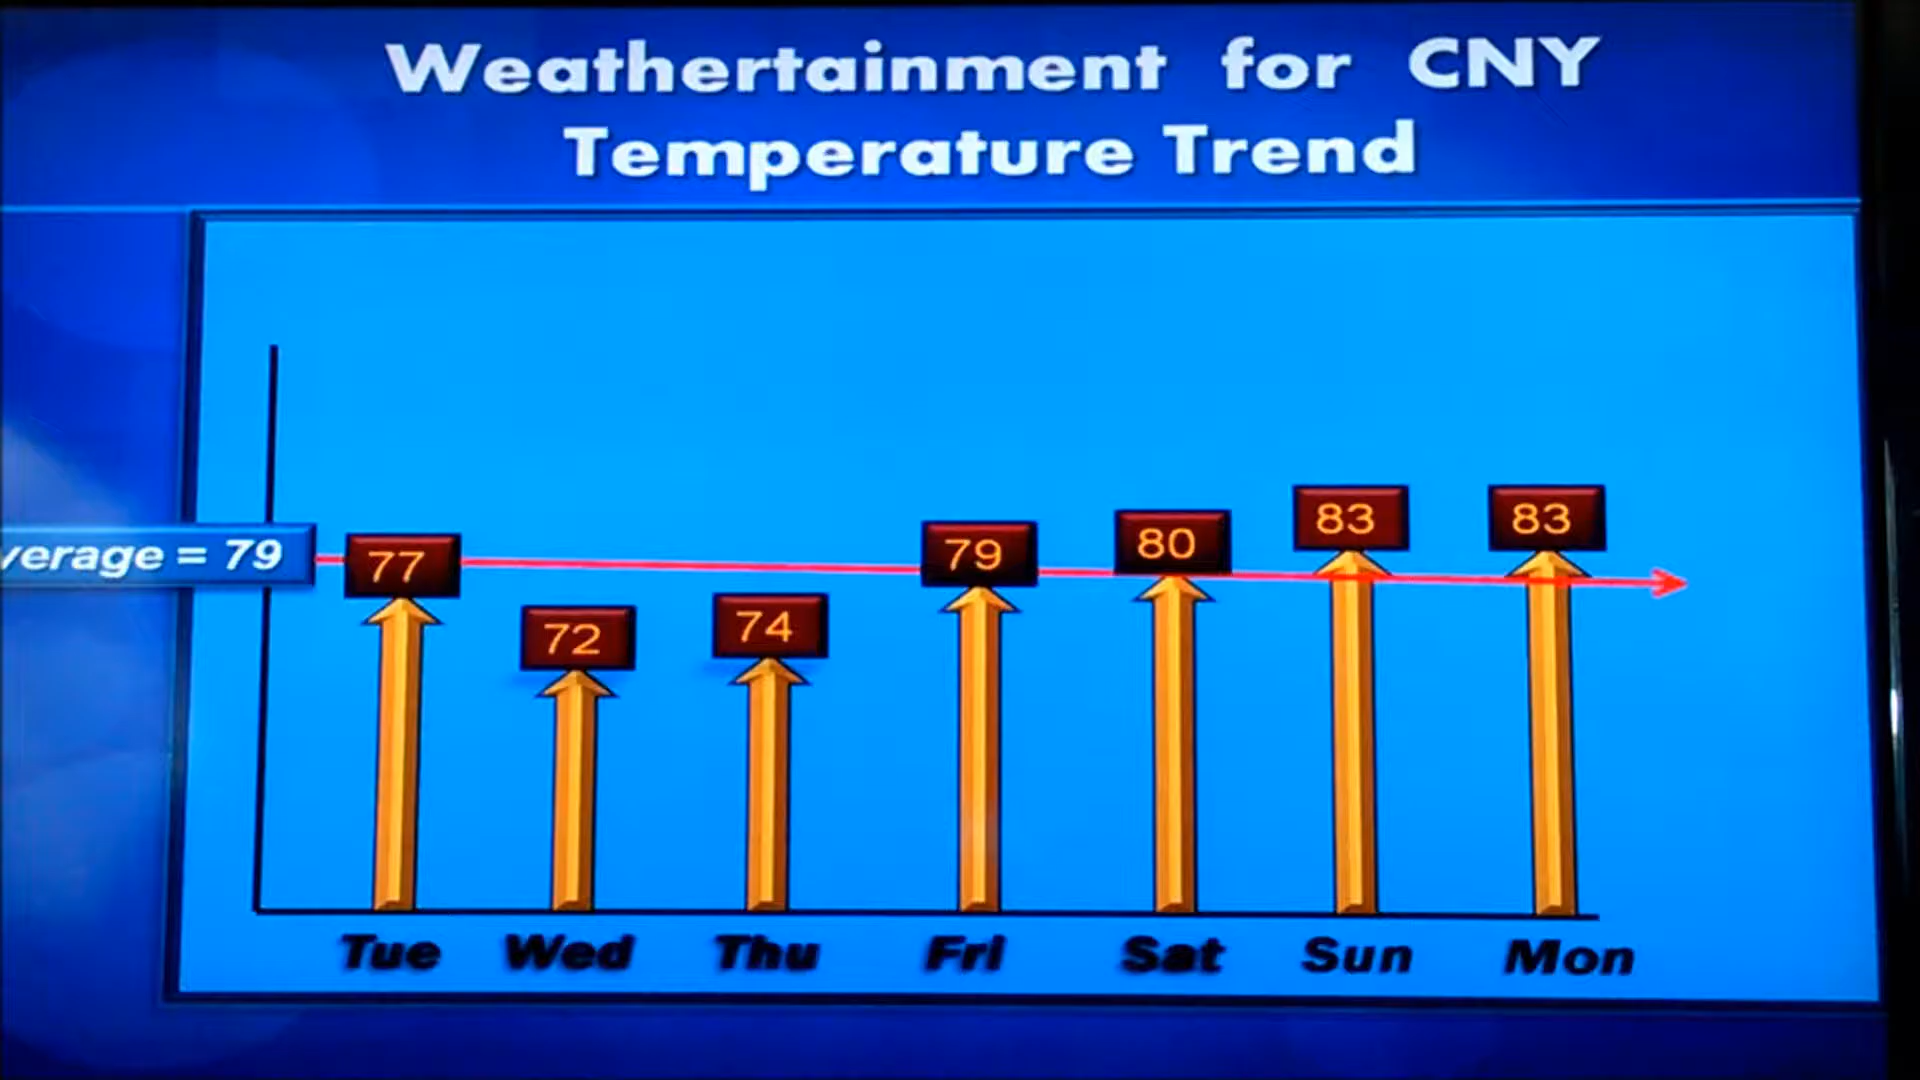 Weathertainment for CNY
Temperature Trend
verage = 79
77
72
74
79
80
83
83
Tue Wed Thu Fri Sat Sun Mon